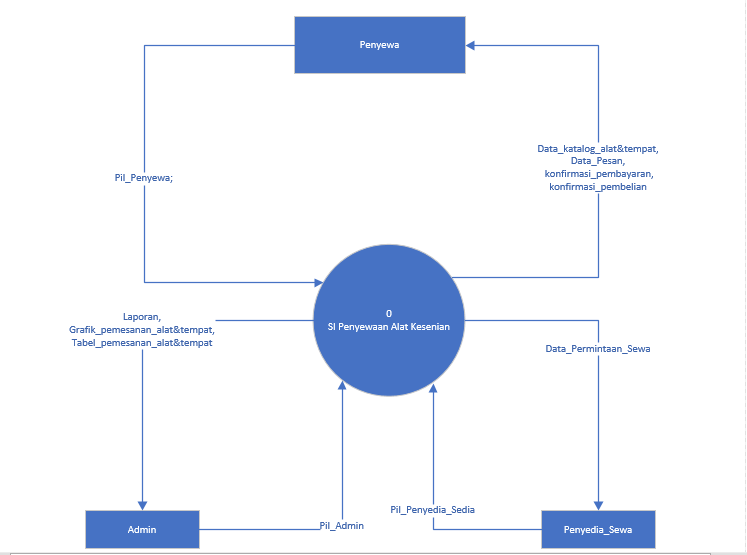 Penyewa
Data_katalog_alat&tempat,
Data_Pesan,
konfirmasi_pembayaran,
konfirmasi_pembelian
Pil_Penyewa;
0
SI Penyewaan Alat Kesenian
Laporan,
Grafik_pemesanan_alat&tempat,
Tabel_pemesanan_alat&tempat
Data_Permintaan_Sewa
Pil_Penyedia_Sedia
Pil_Admin
Admin
Penyedia_Sewa